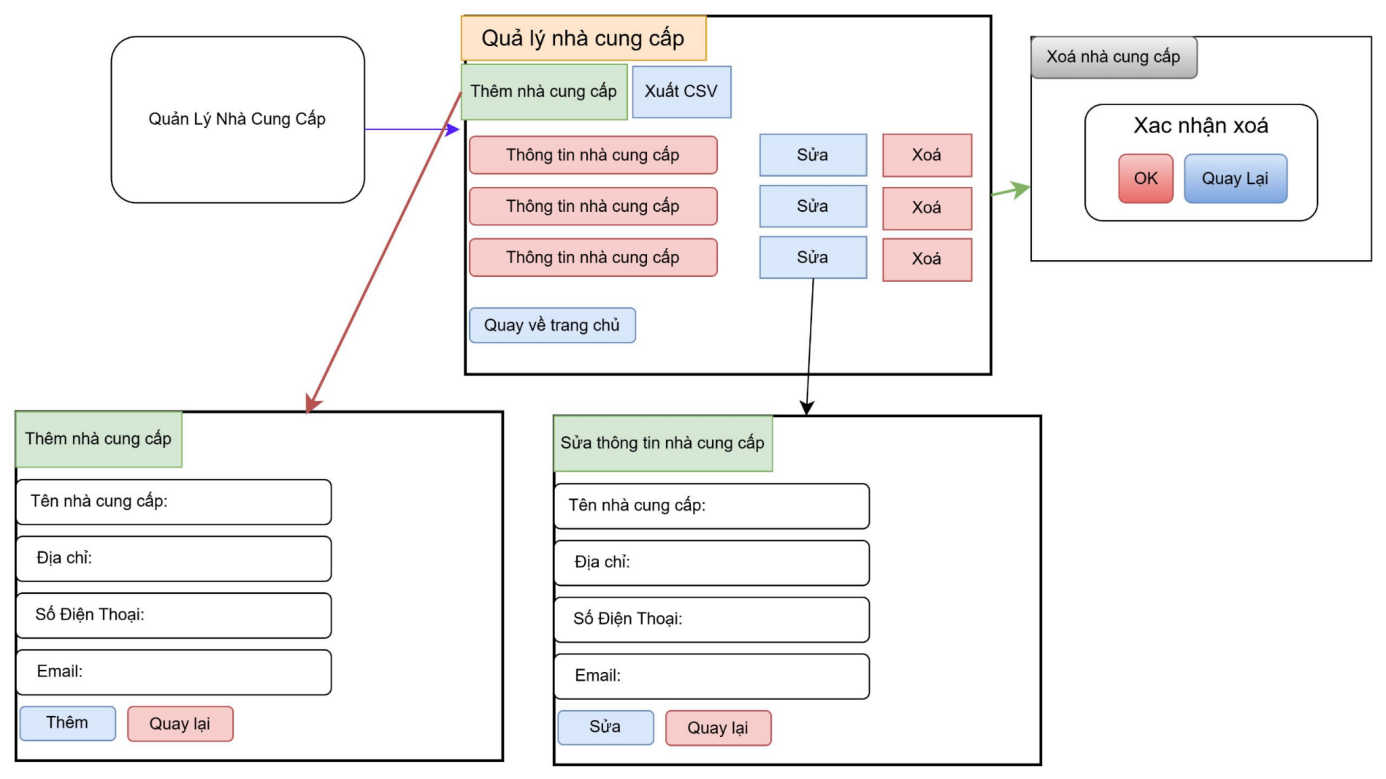 Quản Lý Nhà Cung Cấp
Quả lý nhà cung cấp
Thêm nhà cung cấp
Xuất CSV
Thông tin nhà cung cấp
Sửa
Xoá
Thông tin nhà cung cấp
Sửa
Xoá
Thông tin nhà cung cấp
Sửa
Xoá
Quay về trang chủ
Xoá nhà cung cấp
Xac nhận xoá
OK
Quay Lại
Thêm nhà cung cấp
Tên nhà cung cấp:
Địa chỉ:
Số Điện Thoại:
Email:
Thêm
Quay lại
Sửa thông tin nhà cung cấp
Tên nhà cung cấp:
Địa chỉ:
Số Điện Thoại:
Email:
Sửa
Quay lại